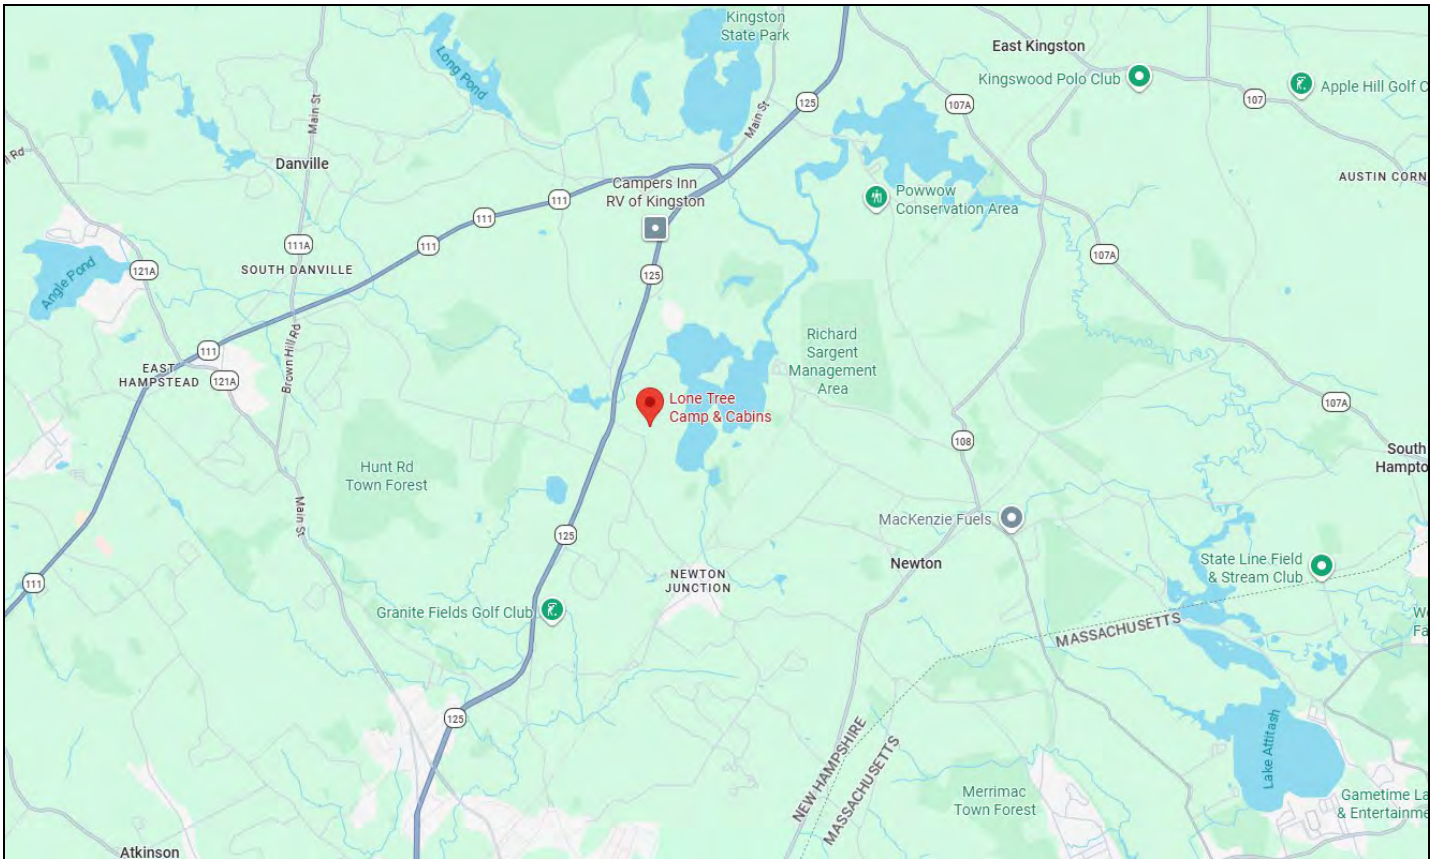 Kingston
State Park
East Kingston
Kingswood Polo Club
Apple Hill Golf C
Long Pond
Main St
125
Main St
107A
107
ll Rd
Danville
AUSTIN CORN
Campers Inn
RV of Kingston
Powwow
Conservation Area
111
111
111
111A
107A
SOUTH DANVILLE
121A
Angle Pond
125
Richard
Sargent
Management
Area
Brown Hill Rd
111
EAST
HAMPSTEAD
121A
Lone Tree
Camp & Cabins
107A
108
South
Hampto
Hunt Rd
Town Forest
Main St
MacKenzie Fuels
125
Newton
State Line Field
& Stream Club
NEWTON
JUNCTION
111
Granite Fields Golf Club
MASSACHUSETTS
We
Fa
125
NEW HAMPSHIRE
MASSACHUSETTS
Lake Attitash
Merrimac
Town Forest
Gametime La
& Entertainme
Atkinson